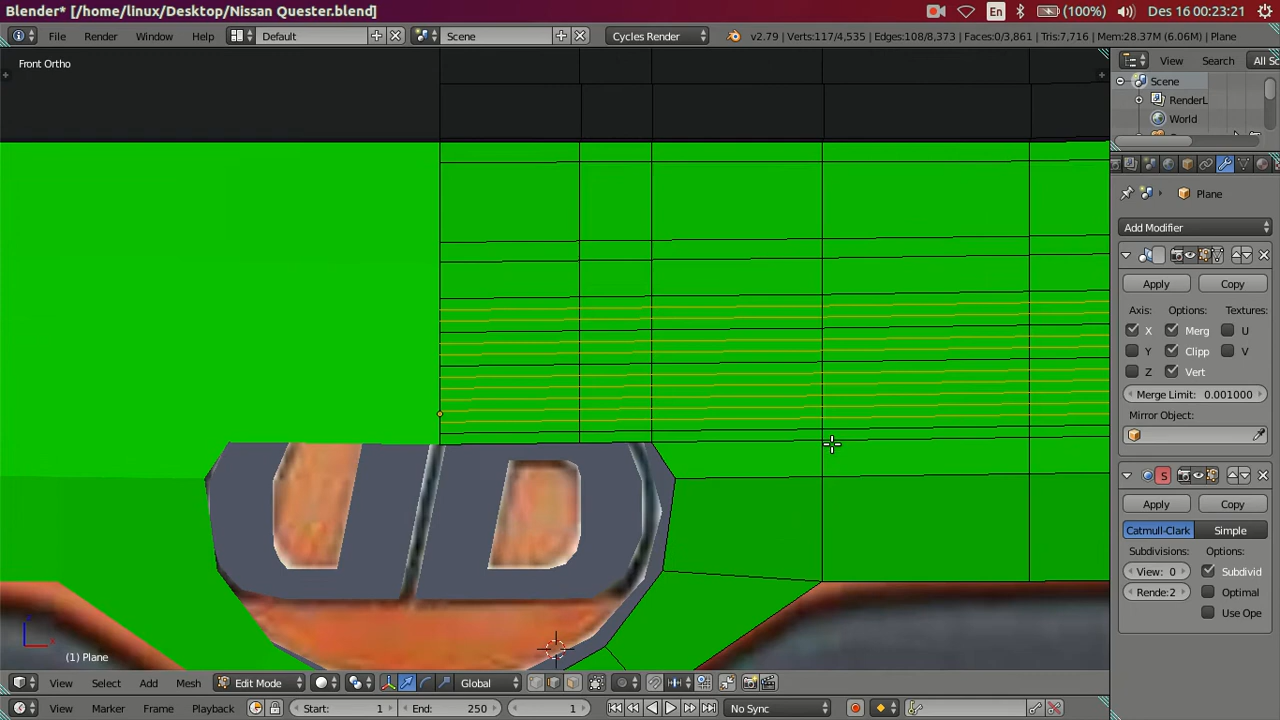 Blender* [/home/linux/Desktop/Nissan Quester.blend]
En (100%) Des 16 00:23:21
File Render Window Help Default Scene Cycles Render v2.79 | Verts:117/4,535 | Edges:108/8,373 | Faces:0/3,861 | Tris:7,716 | Mem:28.37M (6.06M) | Plane
Front Ortho
View Search All Sc
Scene
RenderL
World
Plane
Add Modifier
Apply Copy
Axis: Options: Textures:
X Merg U
Y Clipp V
Z Vert
Merge Limit: 0.001000
Mirror Object:
S
Apply Copy
Catmull-Clark Simple
Subdivisions: Options:
View: 0 Subdivid
Rende:2 Optimal
Use Ope
(1) Plane
View Select Add Mesh Edit Mode Global
View Marker Frame Playback Start: 1 End: 250 1 No Sync